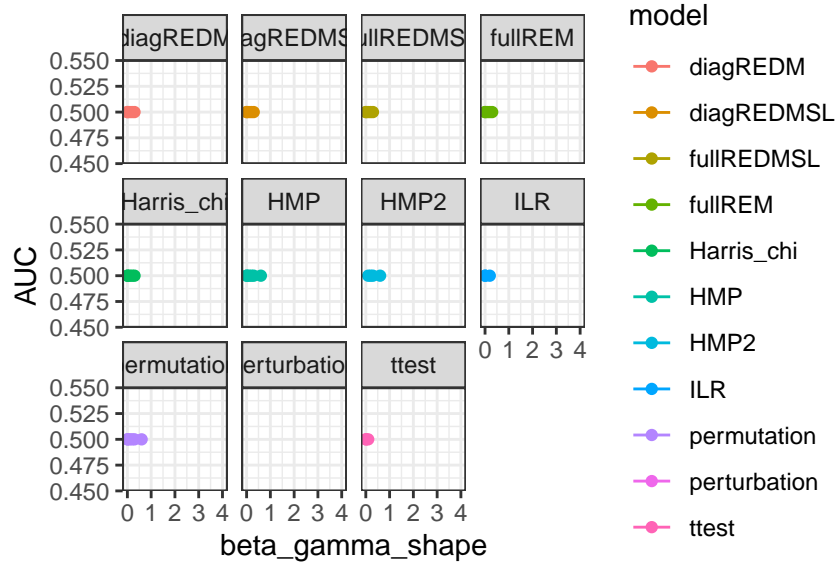 diagREDM agREDMS ullREDMS fullREM
0.550
0.525
0.500
0.475
0.450
Harris_chi HMP HMP2 ILR
0.550
0.525
0.500
0.475
0.450
0 1 2 3 4
ermutation erturbatio ttest
0.550
0.525
0.500
0.475
0.450
0 1 2 3 4 0 1 2 3 4 0 1 2 3 4
beta_gamma_shape
AUC
model
diagREDM
diagREDMSL
fullREDMSL
fullREM
Harris_chi
HMP
HMP2
ILR
permutation
perturbation
ttest